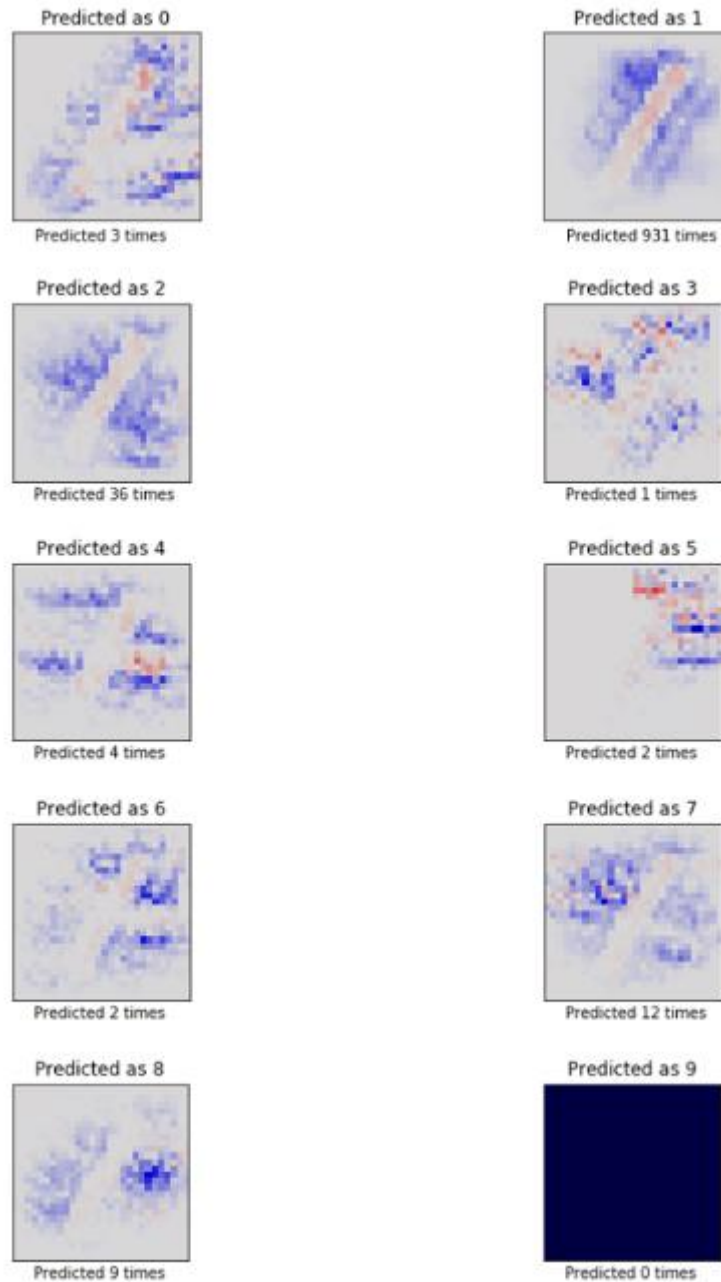 Predicted as 0
Predicted as 1
Predicted 3 times
Predicted 931 times
Predicted as 2
Predicted as 3
Predicted 36 times
Predicted 1 times
Predicted as 4
Predicted as 5
Predicted 4 times
Predicted 2 times
Predicted as 6
Predicted as 7
Predicted 2 times
Predicted 12 times
Predicted as 8
Predicted as 9
Predicted 9 times
Predicted 0 times